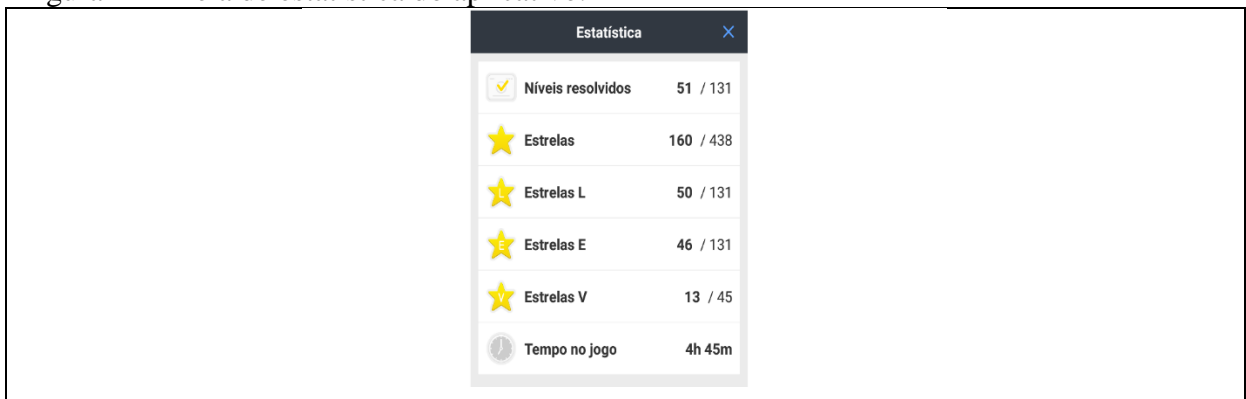 Estatística
Níveis resolvidos 51 / 131
Estrelas 160 / 438
L Estrelas L 50 / 131
E Estrelas E 46 / 131
V Estrelas V 13 / 45
Tempo no jogo 4h 45m